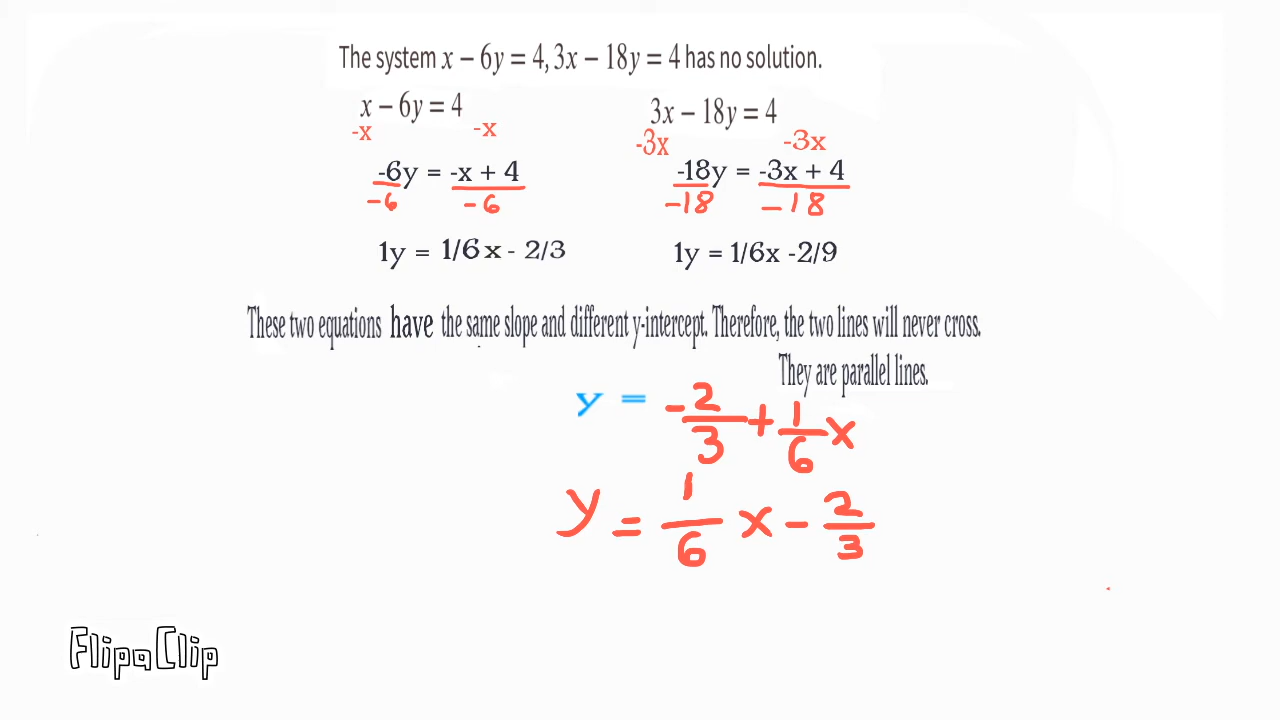 The system x − 6y = 4, 3x − 18y = 4 has no solution.
x − 6y = 4
-x -x
-6y = -x + 4
-6 -6
1y = 1/6x - 2/3
3x − 18y = 4
-3x -3x
-18y = -3x + 4
-18 -18
1y = 1/6x -2/9
These two equations have the same slope and different y-intercept. Therefore, the two lines will never cross.
They are parallel lines.
y = -2/3 + 1/6 x
y = 1/6 x - 2/3
FlipaClip